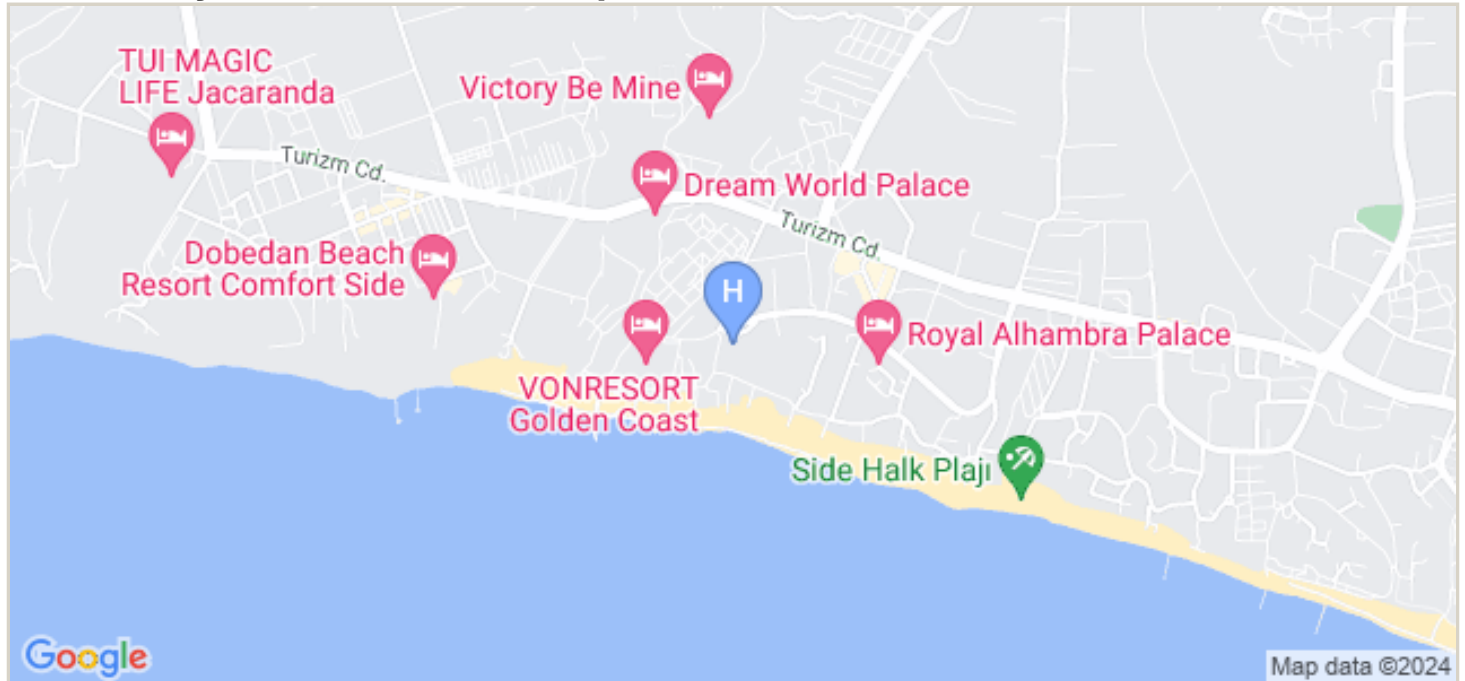 TUI MAGIC
LIFE Jacaranda
Victory Be Mine
Turizm Cd.
Dream World Palace
Turizm Cd.
Dobedan Beach
Resort Comfort Side
H
Royal Alhambra Palace
VONRESORT
Golden Coast
Side Halk Plajı
Google
Map data ©2024